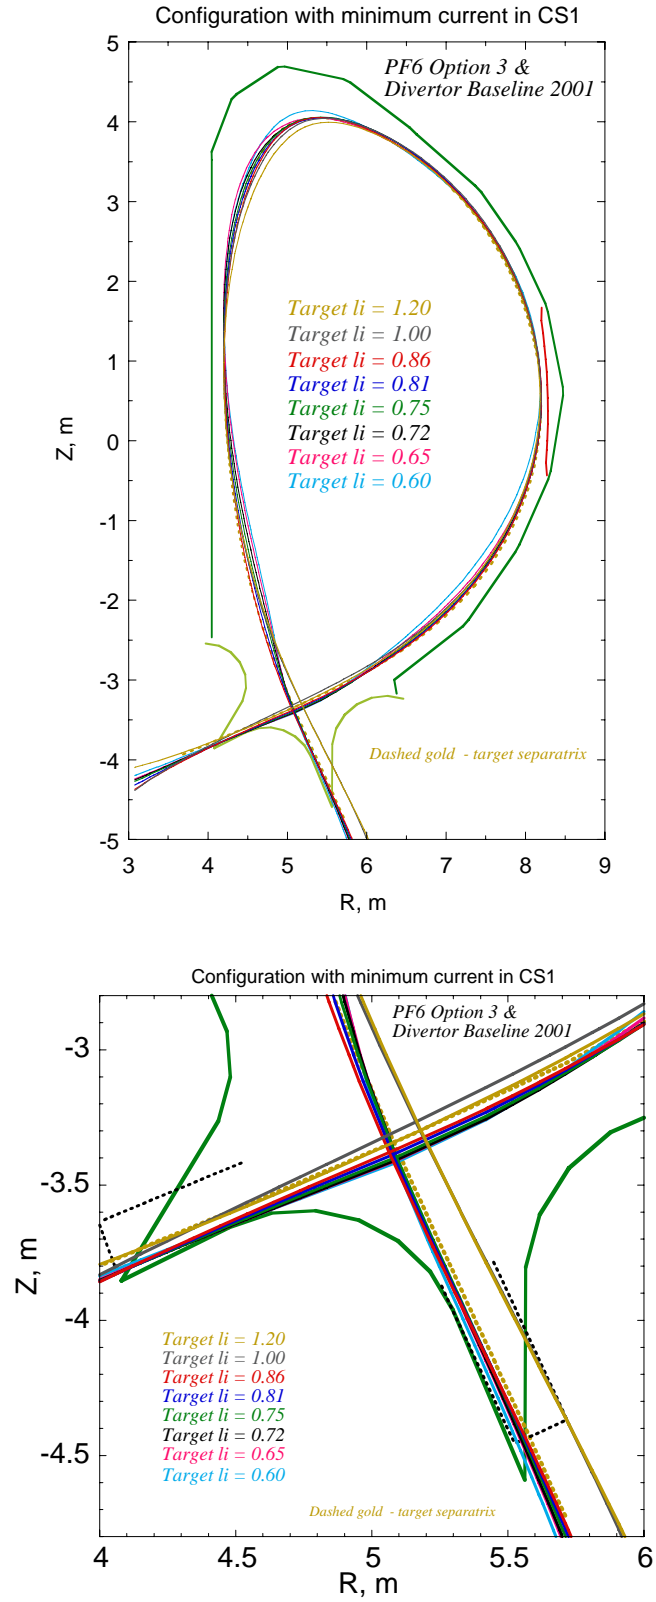 Configuration with minimum current in CS1
PF6 Option 3 &
Divertor Baseline 2001
5
4
3
2
1
0
-1
-2
-3
-4
-5
Z, m
Target li = 1.20
Target li = 1.00
Target li = 0.86
Target li = 0.81
Target li = 0.75
Target li = 0.72
Target li = 0.65
Target li = 0.60
Dashed gold - target separatrix
3 4 5 6 7 8 9
R, m
Configuration with minimum current in CS1
PF6 Option 3 &
Divertor Baseline 2001
-3
-3.5
-4
-4.5
Z, m
Target li = 1.20
Target li = 1.00
Target li = 0.86
Target li = 0.81
Target li = 0.75
Target li = 0.72
Target li = 0.65
Target li = 0.60
Dashed gold - target separatrix
4 4.5 5 5.5 6
R, m